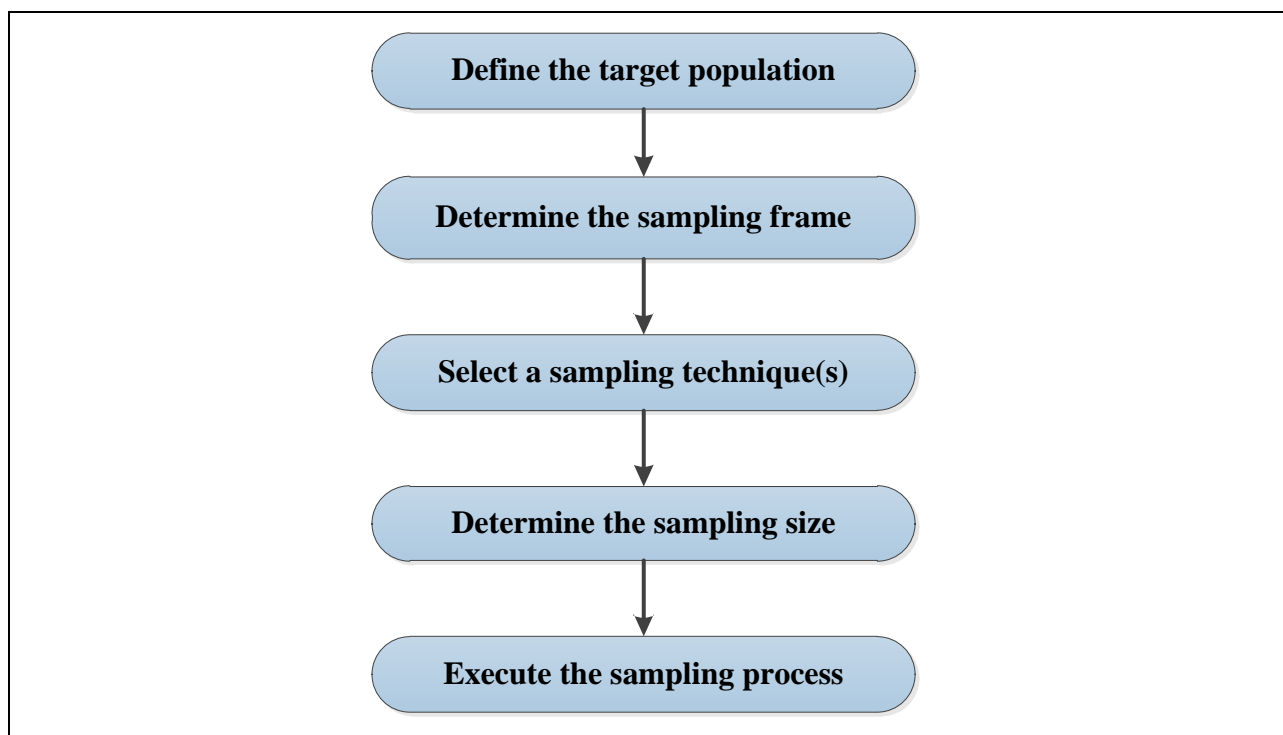 Define the target population
Determine the sampling frame
Select a sampling technique(s)
Determine the sampling size
Execute the sampling process